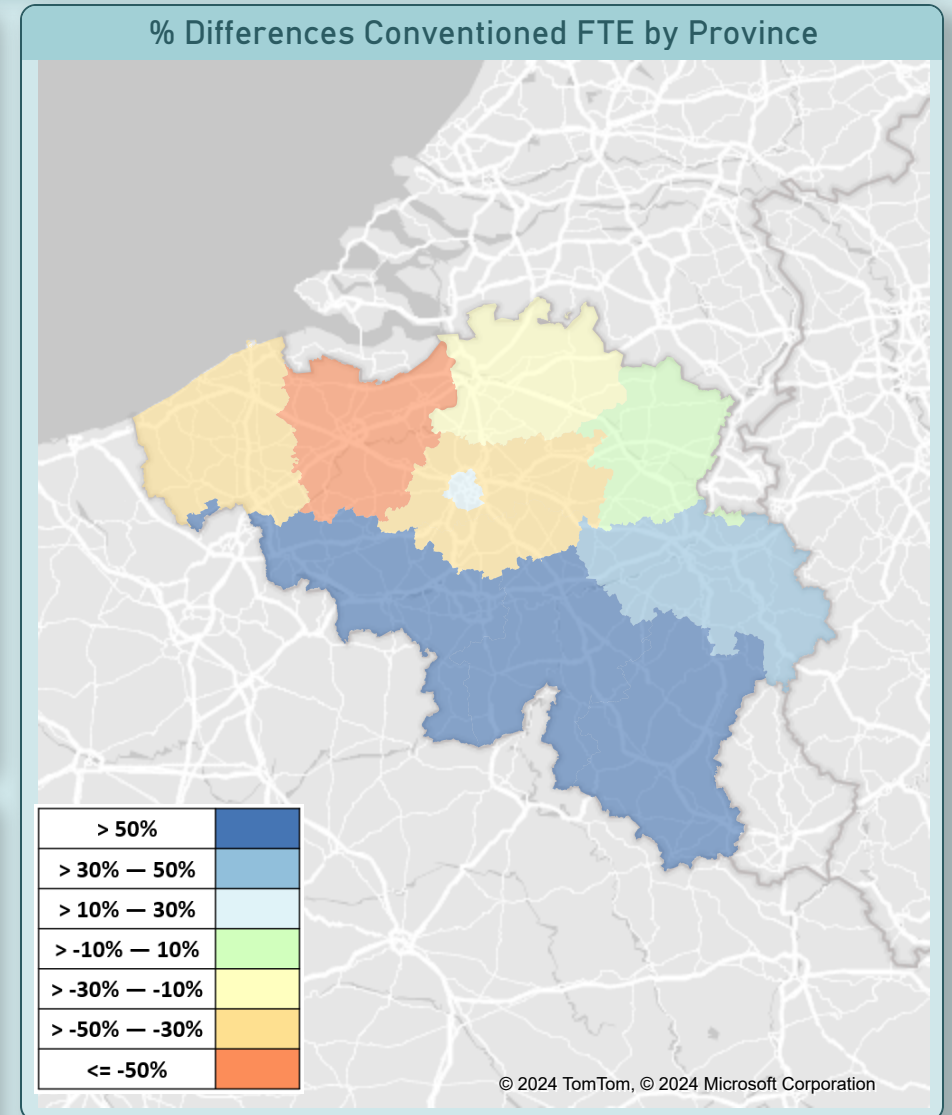 % Differences Conventioned FTE by Province
> 50%
> 30% — 50%
> 10% — 30%
> -10% — 10%
> -30% — -10%
> -50% — -30%
<= -50%
© 2024 TomTom, © 2024 Microsoft Corporation